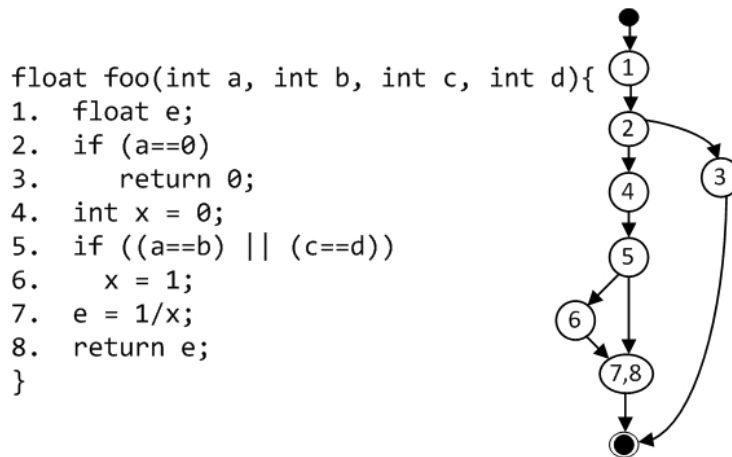 float foo(int a, int b, int c, int d){
1. float e;
2. if (a==0)
3. return 0;
4. int x = 0;
5. if ((a==b) || (c==d))
6. x = 1;
7. e = 1/x;
8. return e;
}
1
2
3
4
5
6
7,8